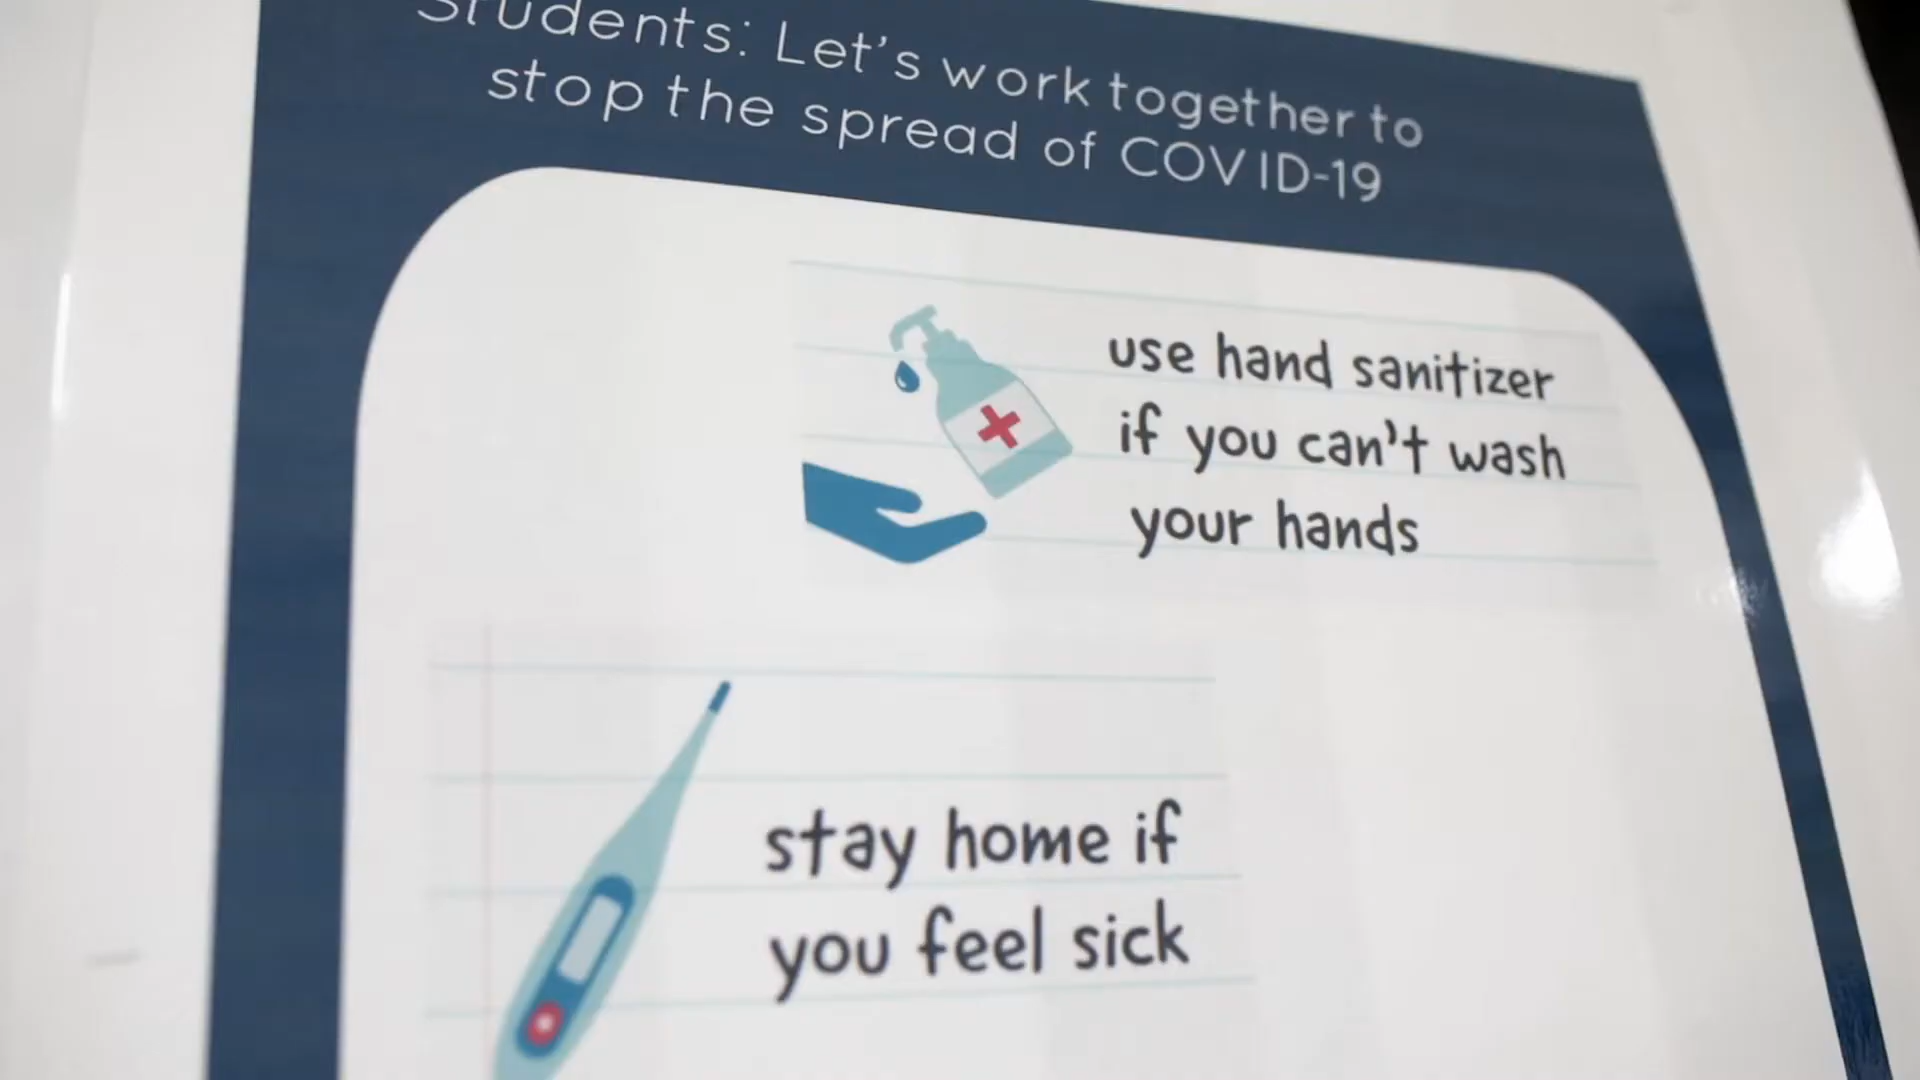 Students: Let's work together to
stop the spread of COVID-19
use hand sanitizer
if you can't wash
your hands
stay home if
you feel sick